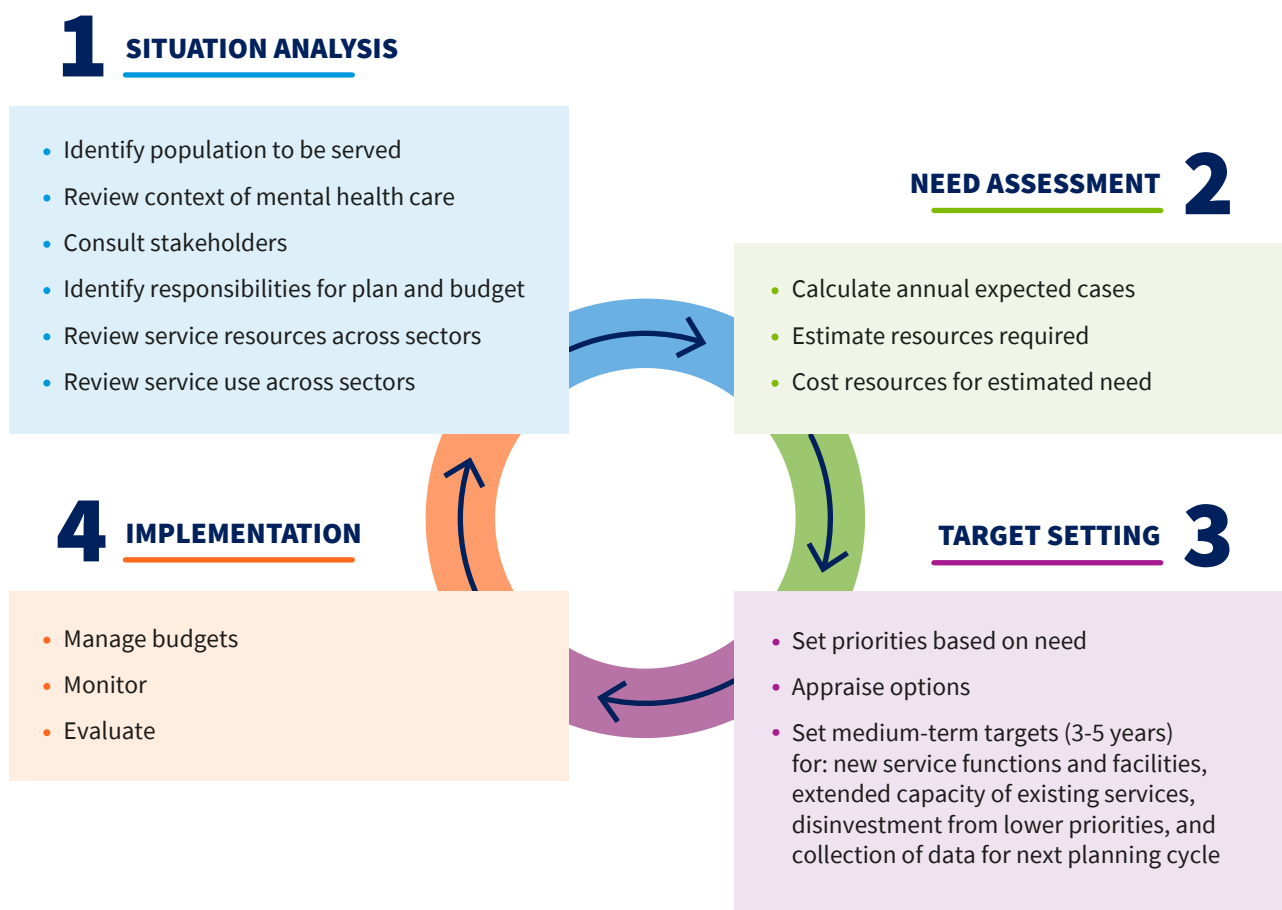 1 SITUATION ANALYSIS
• Identify population to be served
• Review context of mental health care
• Consult stakeholders
• Identify responsibilities for plan and budget
• Review service resources across sectors
• Review service use across sectors
NEED ASSESSMENT 2
• Calculate annual expected cases
• Estimate resources required
• Cost resources for estimated need
TARGET SETTING 3
• Set priorities based on need
• Appraise options
• Set medium-term targets (3-5 years)
for: new service functions and facilities,
extended capacity of existing services,
disinvestment from lower priorities, and
collection of data for next planning cycle
4 IMPLEMENTATION
• Manage budgets
• Monitor
• Evaluate